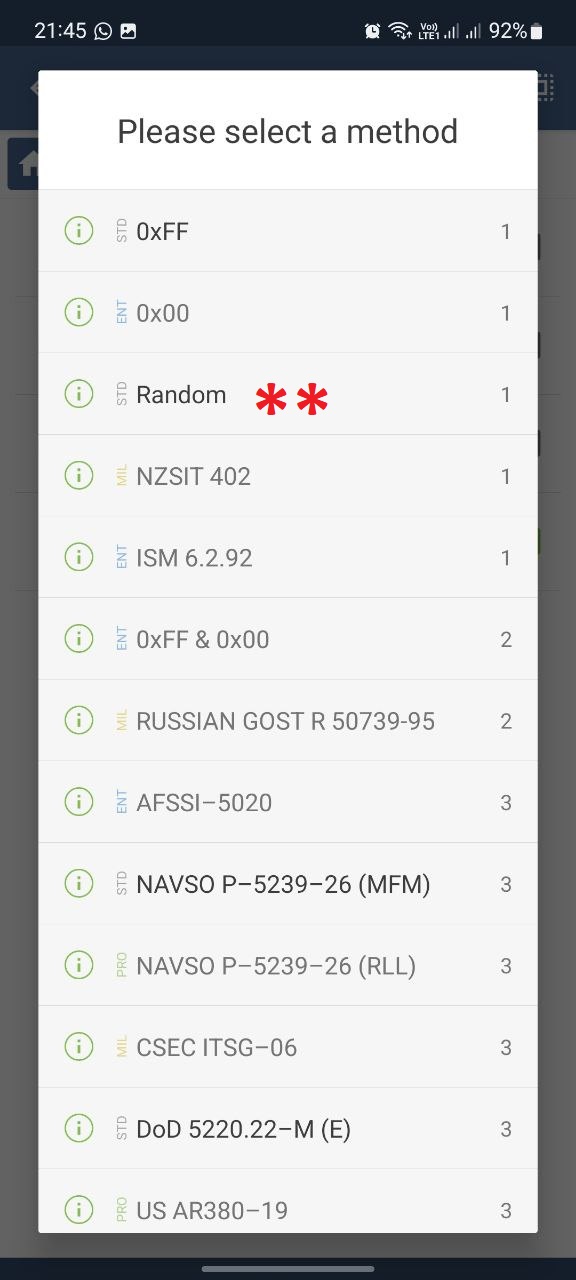 21:45 Vo) LTE1 92%
Please select a method
STD 0xFF 1
ENT 0x00 1
STD Random ** 1
MIL NZSIT 402 1
ENT ISM 6.2.92 1
ENT 0xFF & 0x00 2
MIL RUSSIAN GOST R 50739-95 2
ENT AFSSI–5020 3
STD NAVSO P–5239–26 (MFM) 3
PRO NAVSO P–5239–26 (RLL) 3
MIL CSEC ITSG–06 3
STD DoD 5220.22–M (E) 3
PRO US AR380–19 3